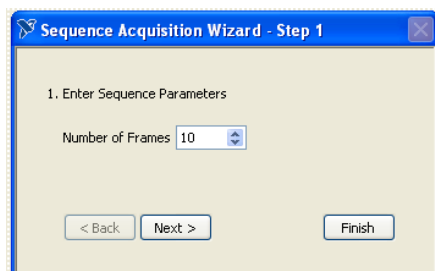 Sequence Acquisition Wizard - Step 1
1. Enter Sequence Parameters
Number of Frames 10
< Back Next > Finish